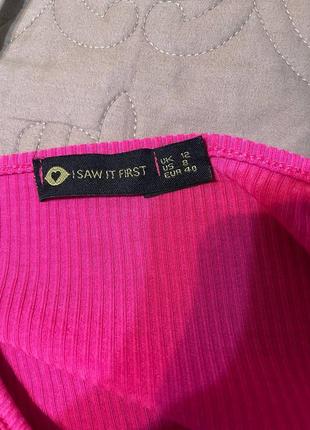 I SAW IT FIRST
UK 12
US 8
EUR 40